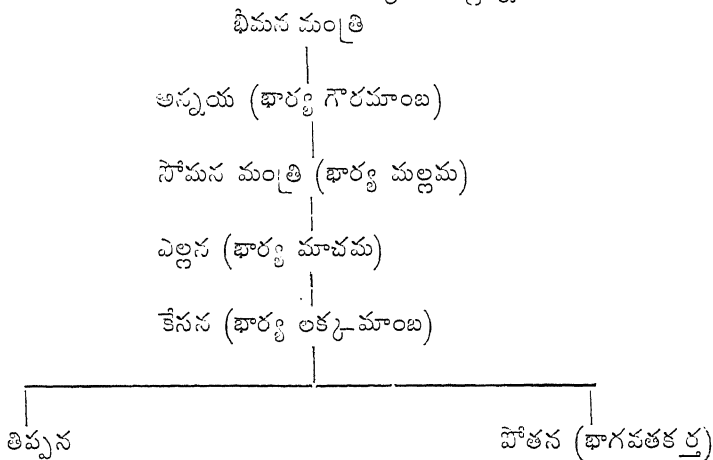 భీమన మంత్రి
అన్నయ (భార్య గౌరమాంబ)
సోమన మంత్రి (భార్య మల్లమ)
ఎల్లన (భార్య మాచమ)
కేసన (భార్య లక్కమాంబ)
తిప్పన పోతన (భాగవతకర్త)